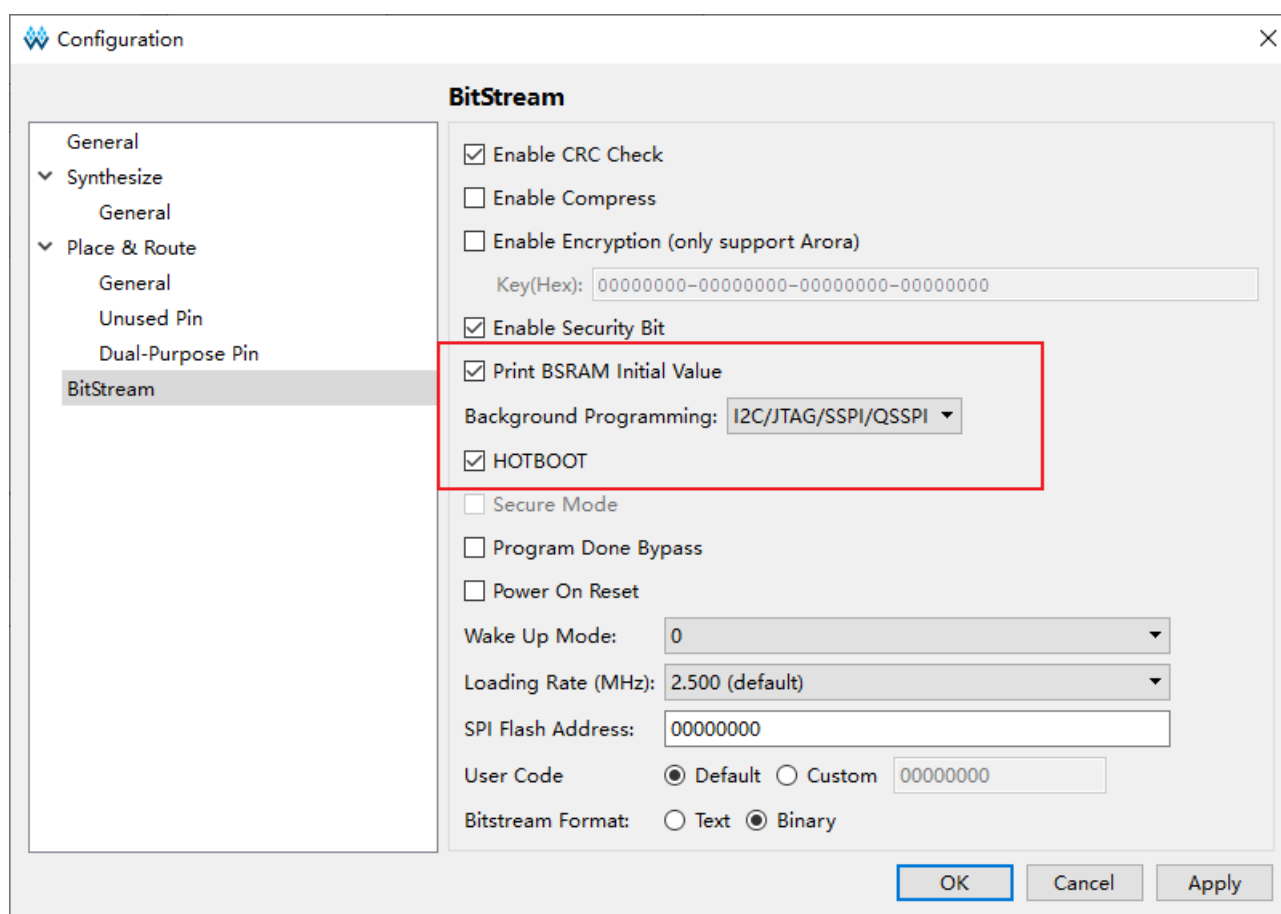 Configuration
BitStream
General
Synthesize
General
Place & Route
General
Unused Pin
Dual-Purpose Pin
BitStream
Enable CRC Check
Enable Compress
Enable Encryption (only support Arora)
Key(Hex): 00000000-00000000-00000000-00000000
Enable Security Bit
Print BSRAM Initial Value
Background Programming: I2C/JTAG/SSPI/QSSPI
HOTBOOT
Secure Mode
Program Done Bypass
Power On Reset
Wake Up Mode: 0
Loading Rate (MHz): 2.500 (default)
SPI Flash Address: 00000000
User Code Default Custom 00000000
Bitstream Format: Text Binary
OK Cancel Apply